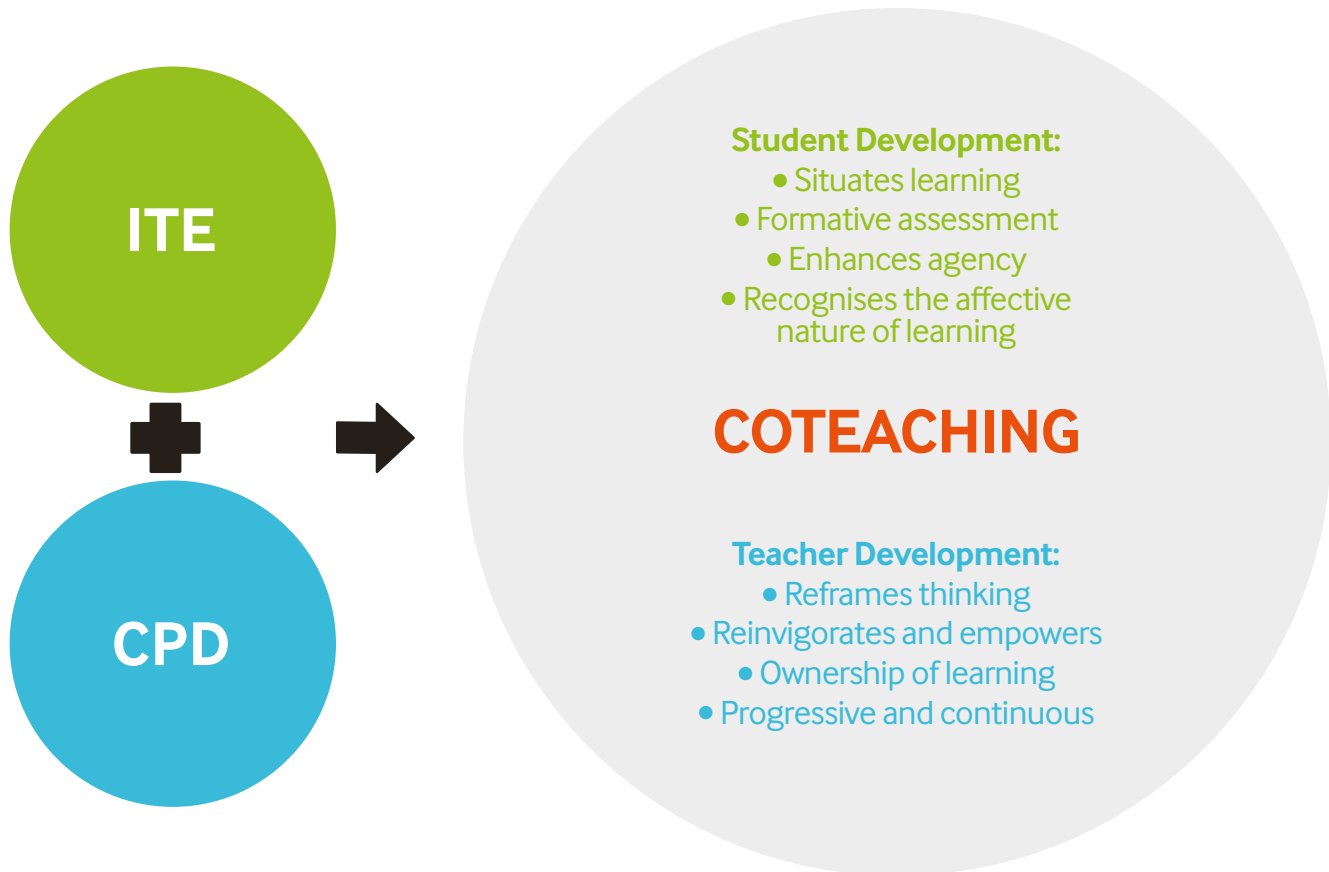 ITE
CPD
Student Development:
• Situates learning
• Formative assessment
• Enhances agency
• Recognises the affective
nature of learning
COTEACHING
Teacher Development:
• Reframes thinking
• Reinvigorates and empowers
• Ownership of learning
• Progressive and continuous